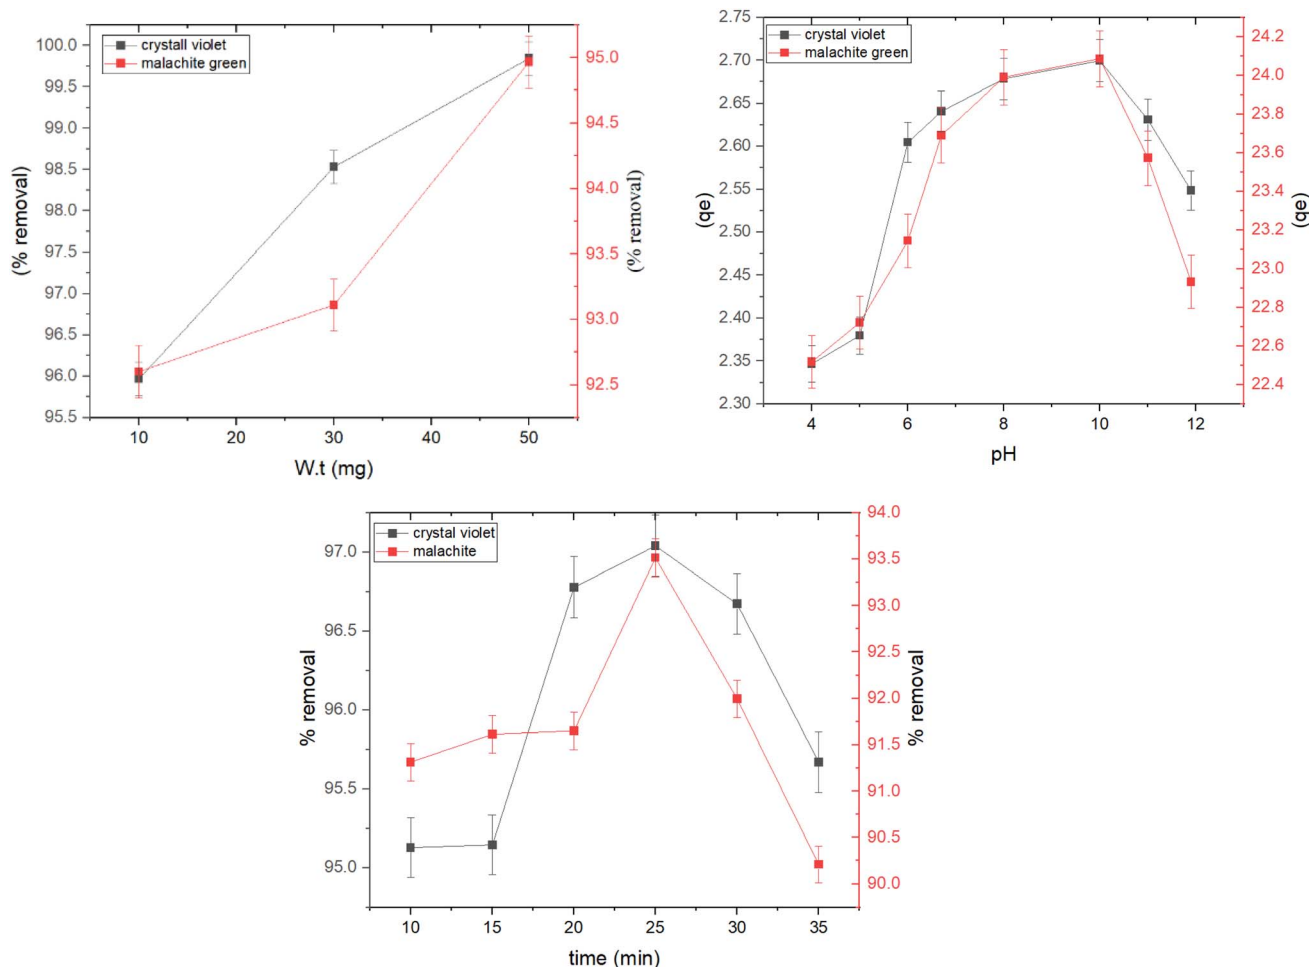 crystall violet
malachite green
(% removal)
100.0
99.5
99.0
98.5
98.0
97.5
97.0
96.5
96.0
95.5
95.0
94.5
94.0
93.5
93.0
92.5
(% removal)
10 20 30 40 50
W.t (mg)
crystal violet
malachite green
(qe)
2.75
2.70
2.65
2.60
2.55
2.50
2.45
2.40
2.35
2.30
24.2
24.0
23.8
23.6
23.4
23.2
23.0
22.8
22.6
22.4
(qe)
4 6 8 10 12
pH
crystal violet
malachite
% removal
97.0
96.5
96.0
95.5
95.0
94.0
93.5
93.0
92.5
92.0
91.5
91.0
90.5
90.0
% removal
10 15 20 25 30 35
time (min)